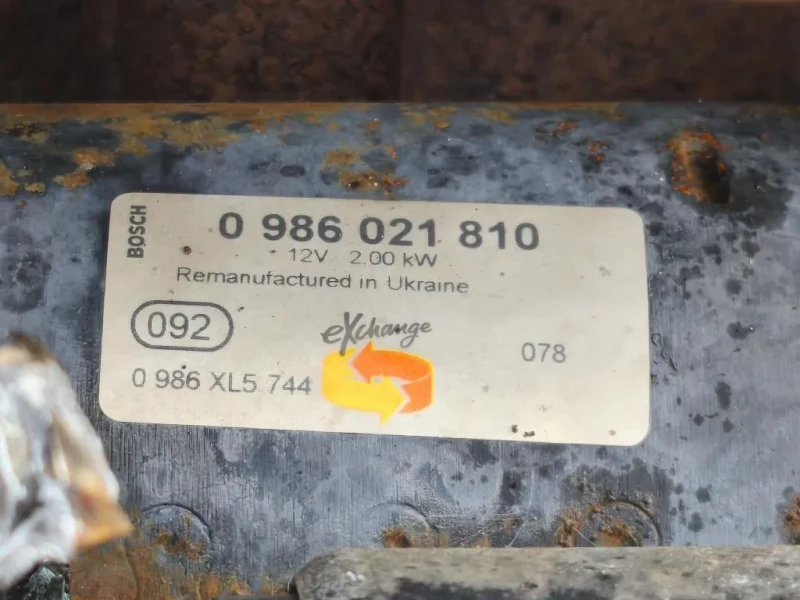 BOSCH
0 986 021 810
12V 2.00 kW
Remanufactured in Ukraine
092
eXchange
078
0 986 XL5 744